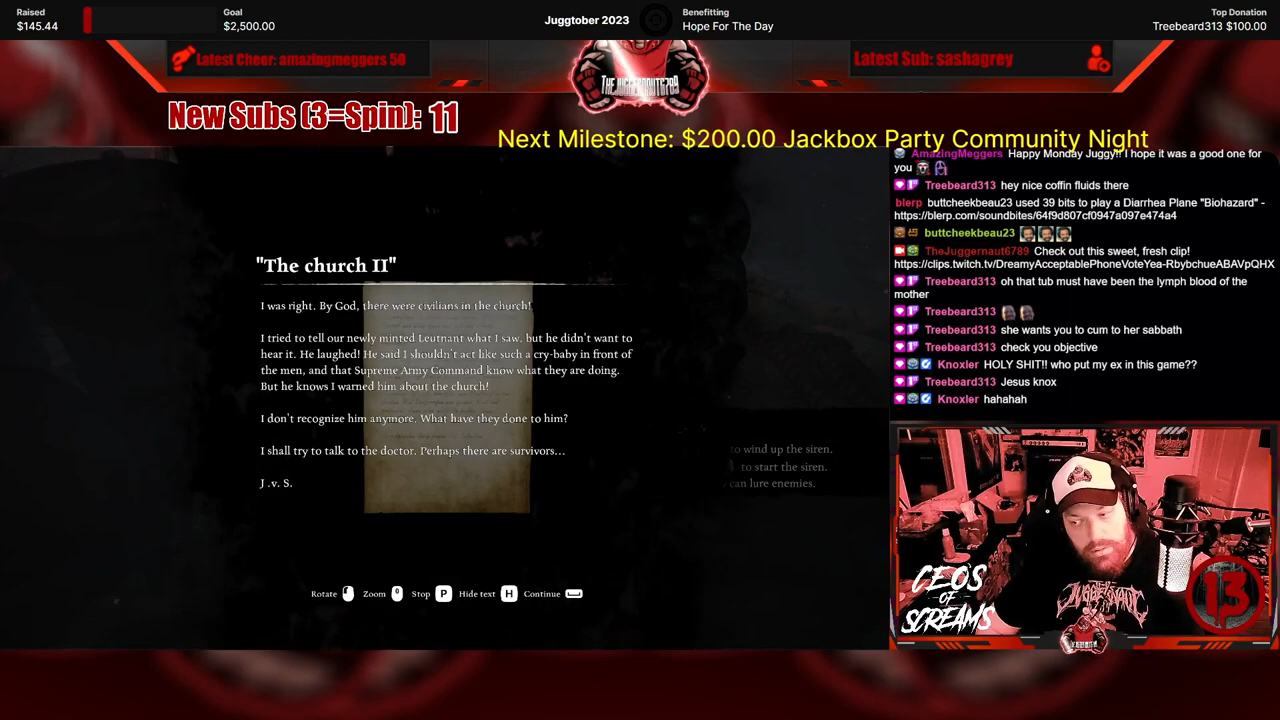 Raised
$145.44
Goal
$2,500.00
Juggtober 2023
Benefitting
Hope For The Day
Top Donation
Treebeard313 $100.00
Latest Cheer: amazingmeggers 50
THEJUGGERNAUT6789
Latest Sub: sashagrey
New Subs (3=Spin): 11
Next Milestone: $200.00 Jackbox Party Community Night
AmazingMeggers Happy Monday Juggy!! I hope it was a good one for
you
Treebeard313 hey nice coffin fluids there
blerp buttcheekbeau23 used 39 bits to play a Diarrhea Plane "Biohazard" -
https://blerp.com/soundbites/64f9d807cf0947a097e474a4
buttcheekbeau23
TheJuggernaut6789 Check out this sweet, fresh clip!
https://clips.twitch.tv/DreamyAcceptablePhoneVoteYea-RbybchueABAVpQHX
Treebeard313 oh that tub must have been the lymph blood of the
mother
Treebeard313
Treebeard313 she wants you to cum to her sabbath
Treebeard313 check you objective
Knoxler HOLY SHIT!! who put my ex in this game??
Treebeard313 Jesus knox
Knoxler hahahah
"The church II"
I was right. By God, there were civilians in the church!
I tried to tell our newly minted Leutnant what I saw, but he didn't want to
hear it. He laughed! He said I shouldn't act like such a cry-baby in front of
the men, and that Supreme Army Command know what they are doing.
But he knows I warned him about the church!
I don't recognize him anymore. What have they done to him?
I shall try to talk to the doctor. Perhaps there are survivors...
J .v. S.
to wind up the siren.
to start the siren.
can lure enemies.
Rotate Zoom Stop P Hide text H Continue
CEOS
OF
SCREAMS
JUGGERNAUT
13